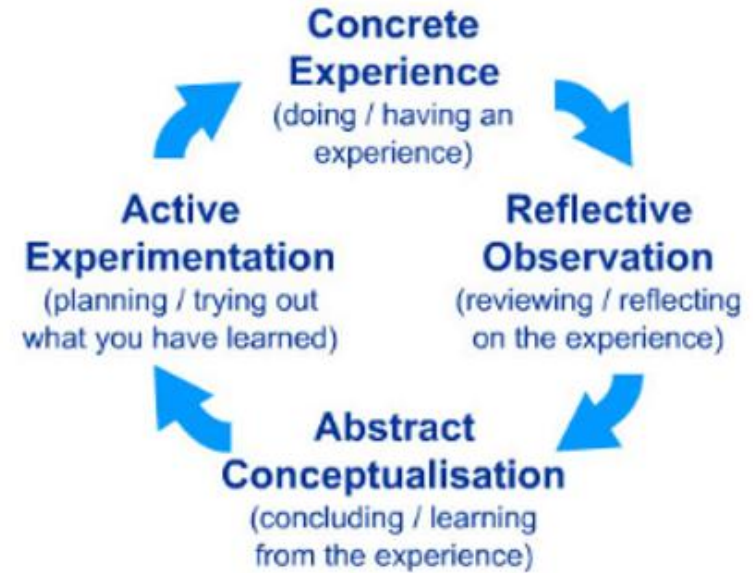 Concrete
Experience
(doing / having an
experience)
Reflective
Observation
(reviewing / reflecting
on the experience)
Abstract
Conceptualisation
(concluding / learning
from the experience)
Active
Experimentation
(planning / trying out
what you have learned)